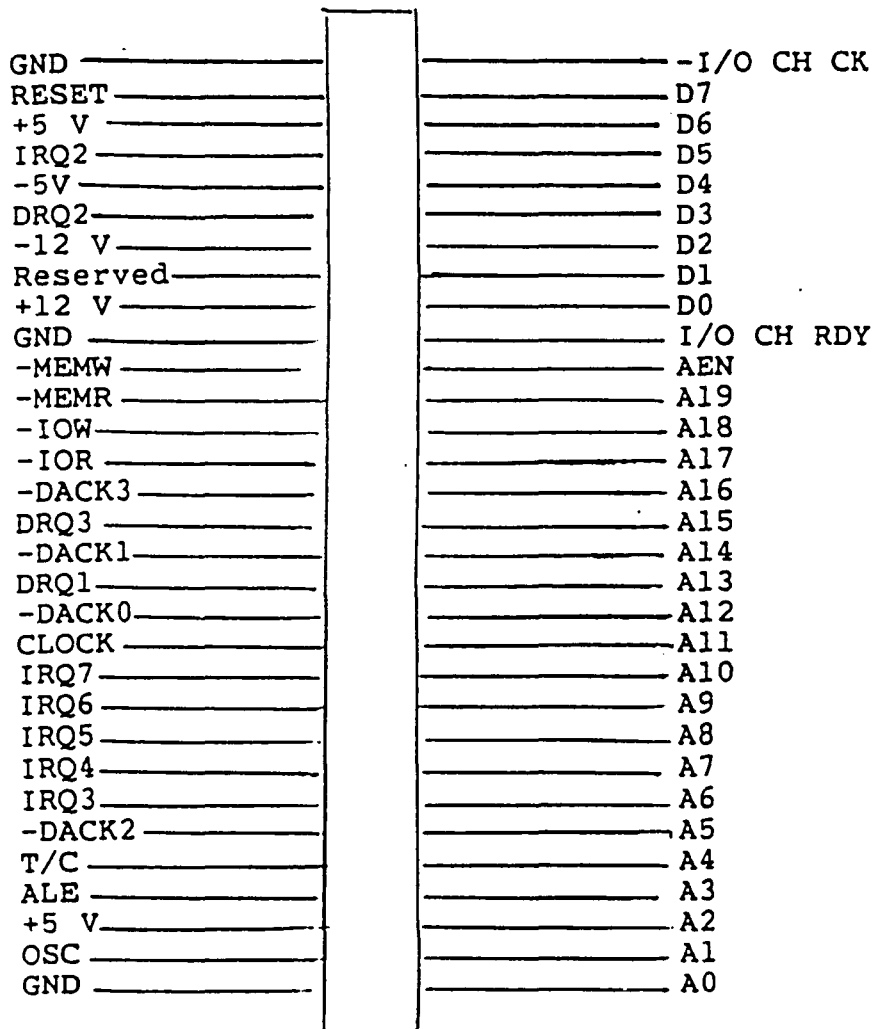 GND -I/O CH CK
RESET D7
+5 V D6
IRQ2 D5
-5V D4
DRQ2 D3
-12 V D2
Reserved D1
+12 V D0
GND I/O CH RDY
-MEMW AEN
-MEMR A19
-IOW A18
-IOR A17
-DACK3 A16
DRQ3 A15
-DACK1 A14
DRQ1 A13
-DACK0 A12
CLOCK A11
IRQ7 A10
IRQ6 A9
IRQ5 A8
IRQ4 A7
IRQ3 A6
-DACK2 A5
T/C A4
ALE A3
+5 V A2
OSC A1
GND A0